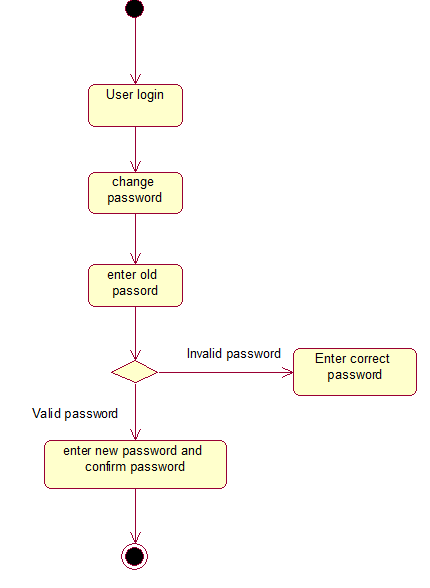 User login
change
password
enter old
passord
Invalid password
Enter correct
password
Valid password
enter new password and
confirm password